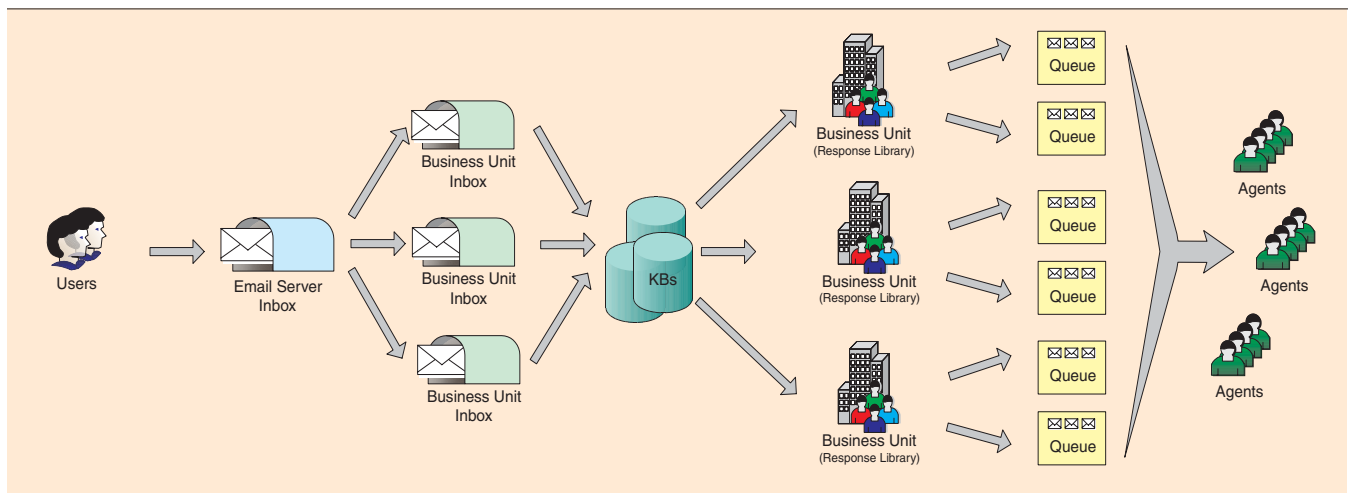 Users
Email Server
Inbox
Business Unit
Inbox
Business Unit
Inbox
Business Unit
Inbox
KBs
Business Unit
(Response Library)
Business Unit
(Response Library)
Business Unit
(Response Library)
Queue
Queue
Queue
Queue
Queue
Queue
Agents
Agents
Agents